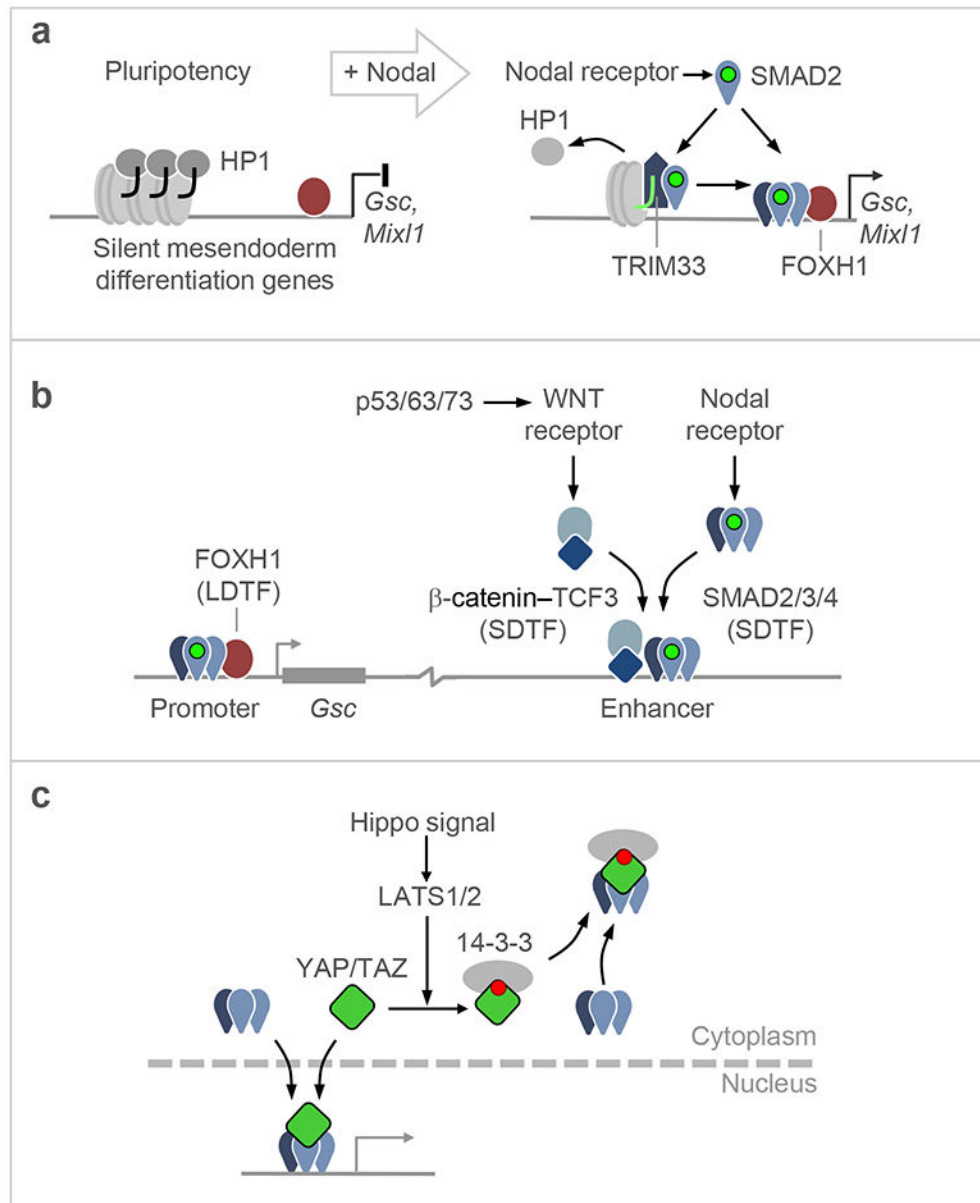 a
Pluripotency
+ Nodal
Nodal receptor
SMAD2
HP1
HP1
Gsc,
Mixl1
Silent mesendoderm
differentiation genes
Gsc,
Mixl1
TRIM33
FOXH1
b
p53/63/73
WNT
receptor
Nodal
receptor
FOXH1
(LDTF)
β-catenin–TCF3
(SDTF)
SMAD2/3/4
(SDTF)
Promoter
Gsc
Enhancer
c
Hippo signal
LATS1/2
14-3-3
YAP/TAZ
Cytoplasm
Nucleus